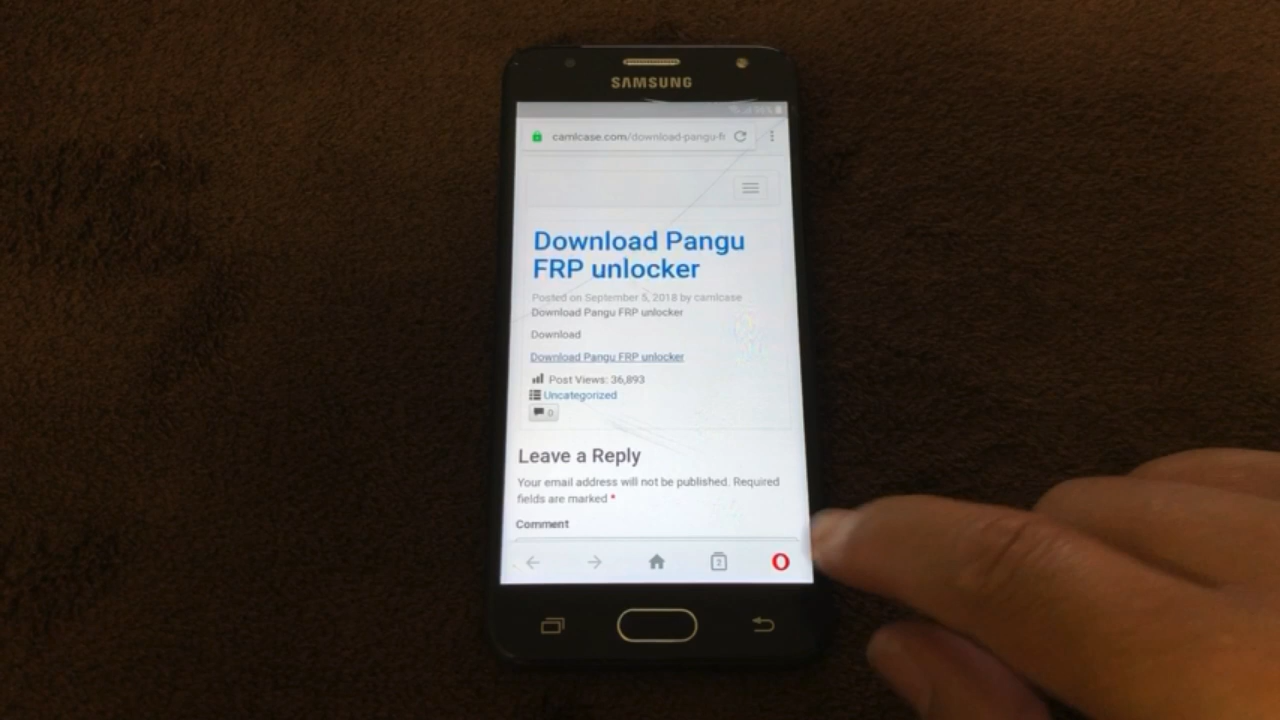 SAMSUNG
camlcase.com/download-pangu-fr
Download Pangu
FRP unlocker
Posted on September 5, 2018 by camlcase
Download Pangu FRP unlocker
Download
Download Pangu FRP unlocker
Post Views: 36,893
Uncategorized
0
Leave a Reply
Your email address will not be published. Required
fields are marked *
Comment
2